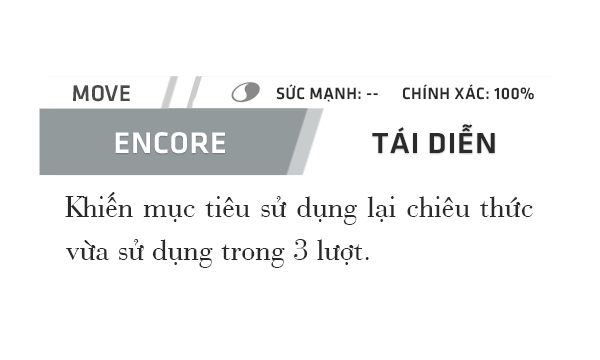 MOVE SỨC MẠNH: -- CHÍNH XÁC: 100%
ENCORE TÁI DIỄN
Khiến mục tiêu sử dụng lại chiêu thức
vừa sử dụng trong 3 lượt.